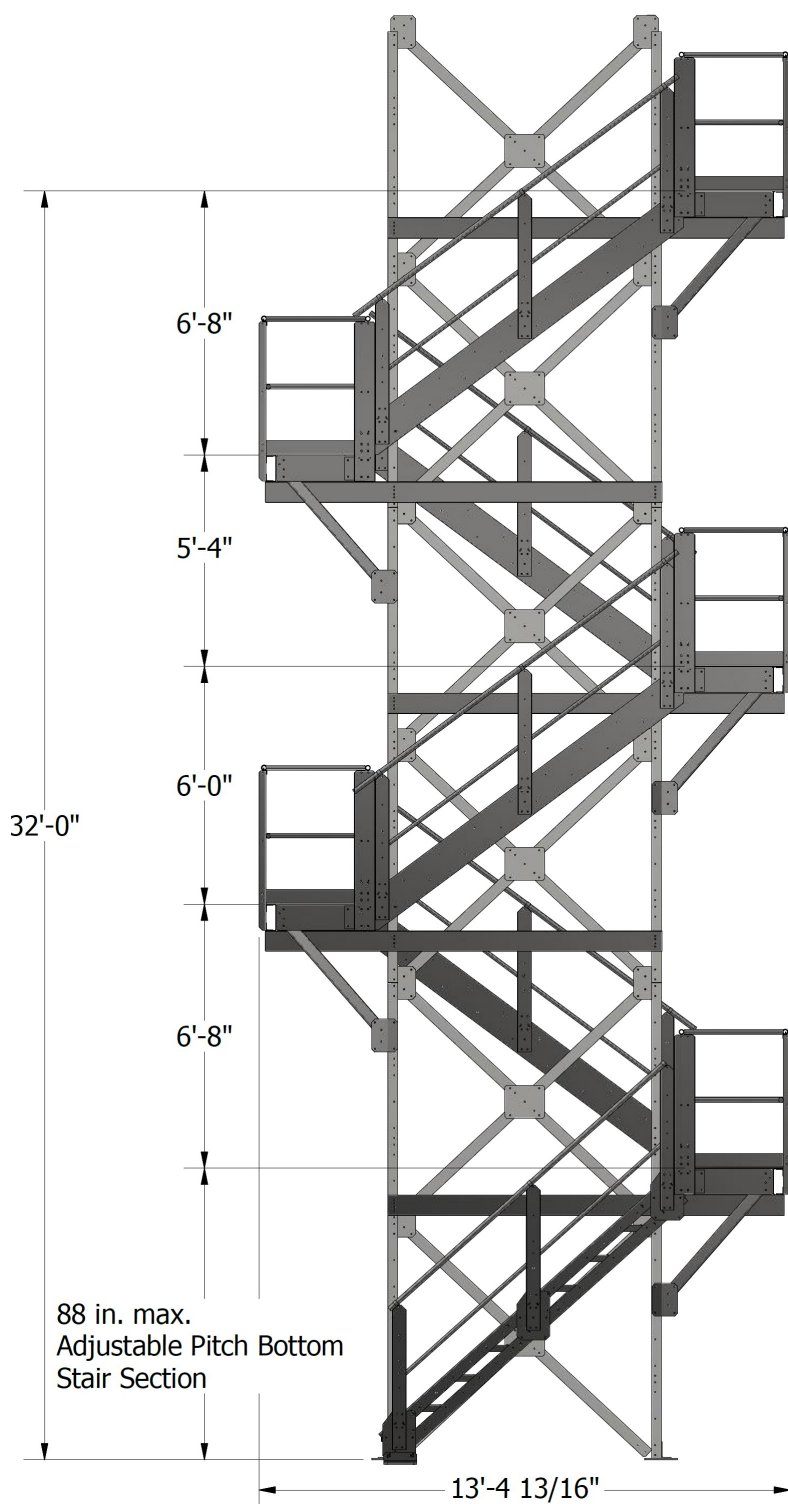 6'-8"
5'-4"
6'-0"
32'-0"
6'-8"
88 in. max.
Adjustable Pitch Bottom
Stair Section
13'-4 13/16"